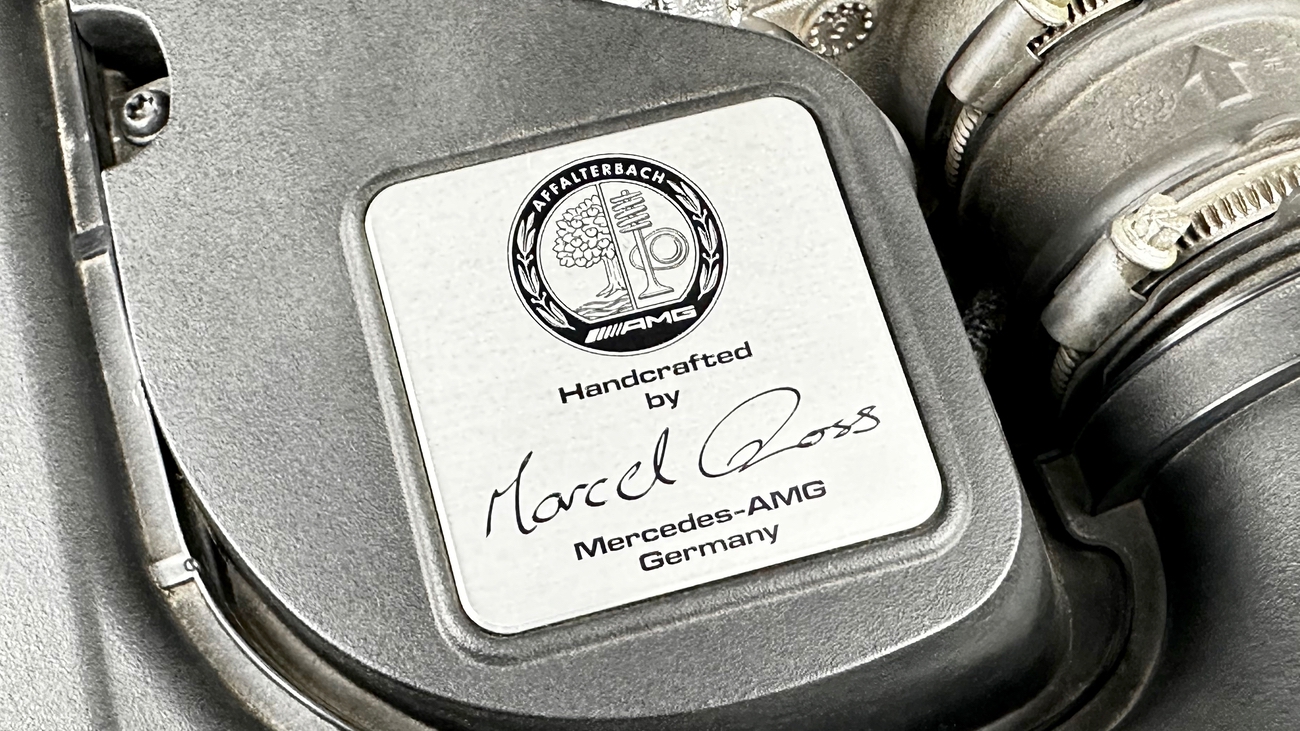 AFFALTERBACH
AMG
Handcrafted
by
Marcel Ross
Mercedes-AMG
Germany